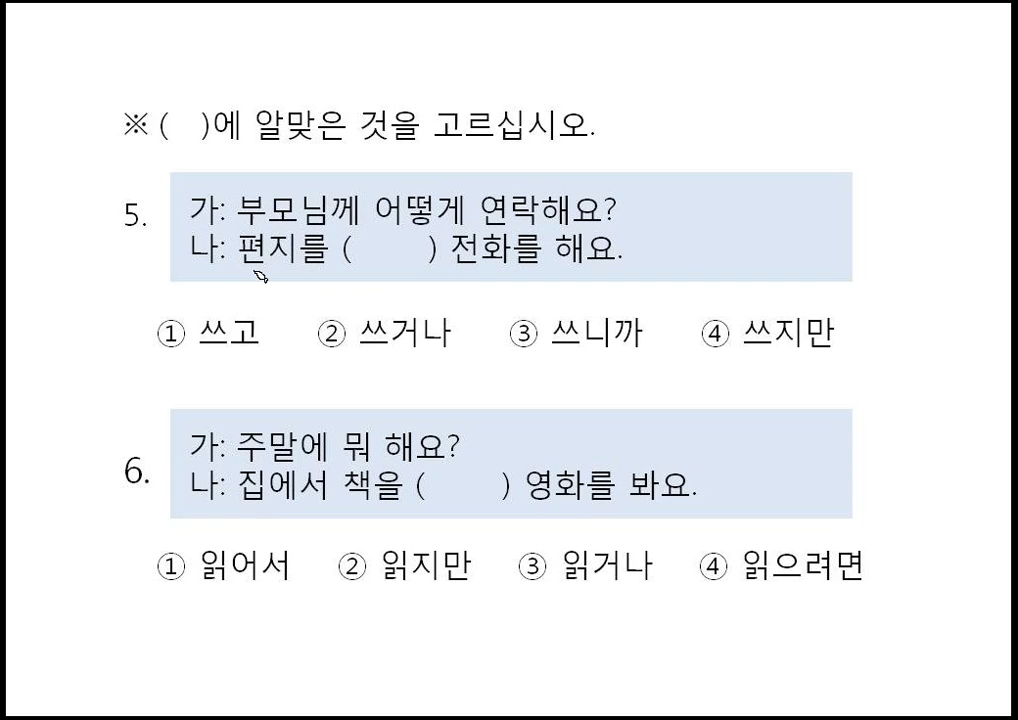 ※ (   )에 알맞은 것을 고르십시오.
5.
가: 부모님께 어떻게 연락해요?
나: 편지를 (       ) 전화를 해요.
① 쓰고 ② 쓰거나 ③ 쓰니까 ④ 쓰지만
6.
가: 주말에 뭐 해요?
나: 집에서 책을 (       ) 영화를 봐요.
① 읽어서 ② 읽지만 ③ 읽거나 ④ 읽으려면